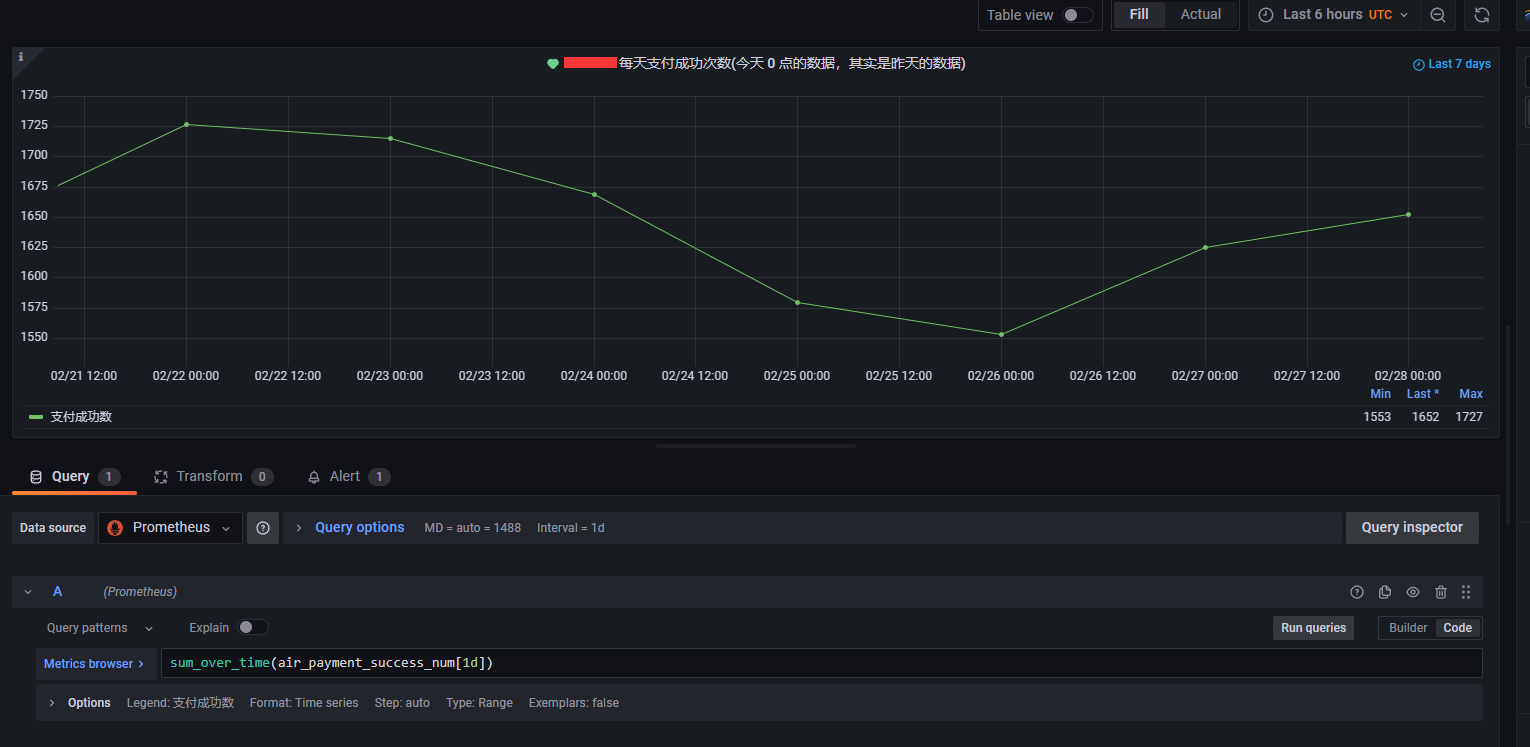 Table view Fill Actual Last 6 hours UTC
i
每天支付成功次数(今天 0 点的数据，其实是昨天的数据) Last 7 days
1750
1725
1700
1675
1650
1625
1600
1575
1550
02/21 12:00 02/22 00:00 02/22 12:00 02/23 00:00 02/23 12:00 02/24 00:00 02/24 12:00 02/25 00:00 02/25 12:00 02/26 00:00 02/26 12:00 02/27 00:00 02/27 12:00 02/28 00:00
Min Last * Max
支付成功数 1553 1652 1727
Query 1 Transform 0 Alert 1
Data source Prometheus Query options MD = auto = 1488 Interval = 1d Query inspector
A (Prometheus)
Query patterns Explain Run queries Builder Code
Metrics browser > sum_over_time(air_payment_success_num[1d])
Options Legend: 支付成功数 Format: Time series Step: auto Type: Range Exemplars: false